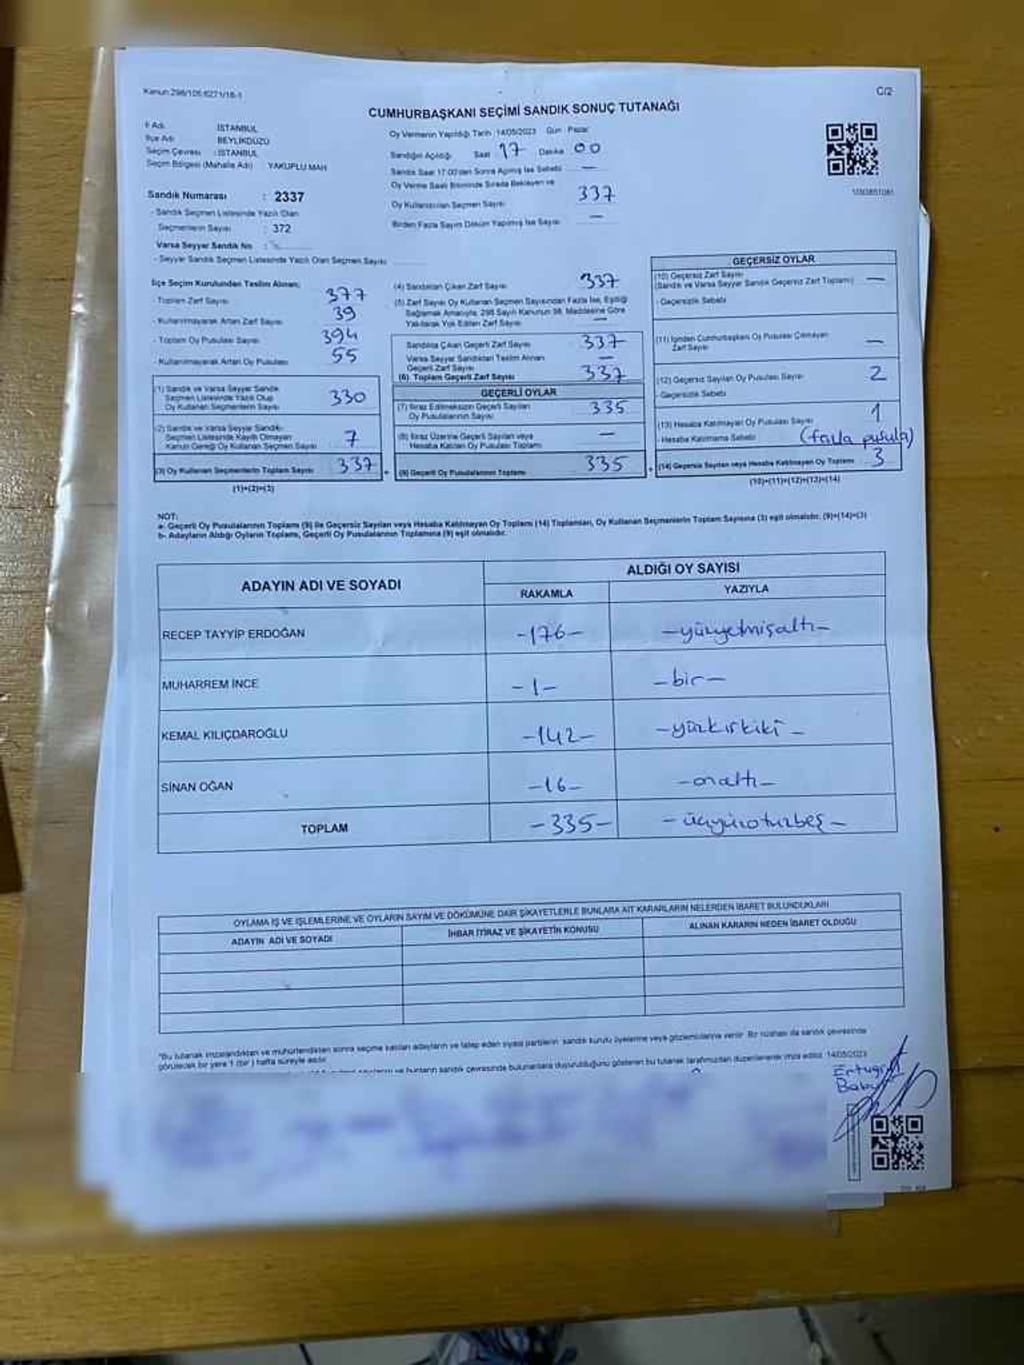 Kanun:298/105.6271/16-1
C/2
CUMHURBAŞKANI SEÇİMİ SANDIK SONUÇ TUTANAĞI
İl Adı : İSTANBUL
İlçe Adı : BEYLİKDÜZÜ
Seçim Çevresi : İSTANBUL
Seçim Bölgesi (Mahalle Adı) YAKUPLU MAH
Sandık Numarası : 2337
- Sandık Seçmen Listesinde Yazılı Olan
Seçmenlerin Sayısı : 372
Varsa Seyyar Sandık No :
- Seyyar Sandık Seçmen Listesinde Yazılı Olan Seçmen Sayısı
Oy Vermenin Yapıldığı Tarih :14/05/2023 Gün : Pazar
Sandığın Açıldığı Saat 17 Dakika 00
Sandık Saat 17:00'den Sonra Açılmış İse Sebebi —
Oy Verme Saati Bitiminde Sırada Bekleyen ve
Oy Kullandırılan Seçmen Sayısı 337
Birden Fazla Sayım Döküm Yapılmış İse Sayısı —
İlçe Seçim Kurulundan Teslim Alınan;
- Toplam Zarf Sayısı 377
- Kullanılmayarak Artan Zarf Sayısı 39
- Toplam Oy Pusulası Sayısı 394
- Kullanılmayarak Artan Oy Pusulası 55
(1) Sandık ve Varsa Seyyar Sandık
Seçmen Listesinde Yazılı Olup
Oy Kullanan Seçmenlerin Sayısı 330
(2) Sandık ve Varsa Seyyar Sandık
Seçmen Listesinde Kayıtlı Olmayan
Kanun Gereği Oy Kullanan Seçmen Sayısı 7
(3) Oy Kullanan Seçmenlerin Toplam Sayısı 337
(1)+(2)=(3)
(4) Sandıktan Çıkan Zarf Sayısı 337
(5) Zarf Sayısı Oy Kullanan Seçmen Sayısından Fazla İse, Eşitliği
Sağlamak Amacıyla, 298 Sayılı Kanunun 98. Maddesine Göre
Yakılarak Yok Edilen Zarf Sayısı —
Sandıkta Çıkan Geçerli Zarf Sayısı 337
Varsa Seyyar Sandıktan Teslim Alınan
Geçerli Zarf Sayısı —
(6) Toplam Geçerli Zarf Sayısı 337
GEÇERLİ OYLAR
(7) İtiraz Edilmeksizin Geçerli Sayılan
Oy Pusulalarının Sayısı 335
(8) İtiraz Üzerine Geçerli Sayılan veya
Hesaba Katılan Oy Pusulalarının Toplamı —
(9) Geçerli Oy Pusulalarının Toplamı 335
GEÇERSİZ OYLAR
(10) Geçersiz Zarf Sayısı —
(Sandık ve Varsa Seyyar Sandık Geçersiz Zarf Toplamı)
- Geçersizlik Sebebi
(11) İçinden Cumhurbaşkanı Oy Pusulası Çıkmayan
Zarf Sayısı —
(12) Geçersiz Sayılan Oy Pusulası Sayısı 2
- Geçersizlik Sebebi
(13) Hesaba Katılmayan Oy Pusulası Sayısı 1
- Hesaba Katılmama Sebebi (fazla pusula)
(14) Geçersiz Sayılan veya Hesaba Katılmayan Oy Toplamı 3
(10)+(11)+(12)+(13)=(14)
NOT:
a- Geçerli Oy Pusulalarının Toplamı (9) ile Geçersiz Sayılan veya Hesaba Katılmayan Oy Toplamı (14) Toplamları, Oy Kullanan Seçmenlerin Toplam Sayısına (3) eşit olmalıdır. (9)+(14)=(3)
b- Adayların Aldığı Oyların Toplamı, Geçerli Oy Pusulalarının Toplamına (9) eşit olmalıdır.
ADAYIN ADI VE SOYADI ALDIĞI OY SAYISI
RAKAMLA YAZIYLA
RECEP TAYYİP ERDOĞAN -176- -yüzyetmişaltı-
MUHARREM İNCE -1- -bir-
KEMAL KILIÇDAROĞLU -142- -yüzkırkiki-
SİNAN OĞAN -16- -onaltı-
TOPLAM -335- -üçyüzotuzbeş-
OYLAMA İŞ VE İŞLEMLERİNE VE OYLARIN SAYIM VE DÖKÜMÜNE DAİR ŞİKAYETLERLE BUNLARA AİT KARARLARIN NELERDEN İBARET BULUNDUKLARI
ADAYIN ADI VE SOYADI İHBAR İTİRAZ VE ŞİKAYETİN KONUSU ALINAN KARARIN NEDEN İBARET OLDUĞU
"Bu tutanak imzalandıktan ve mühürlendikten sonra seçime katılan adayların ve talep eden siyasi partilerin sandık kurulu üyelerine veya gözlemcilerine verilir. Bir nüshası da sandık çevresinde
görülecek bir yere 1 (bir) hafta süreyle asılır.
bulunanlara duyurulduğunu gösteren bu tutanak tarafımızdan düzenlenerek imza edildi. 14/05/2023